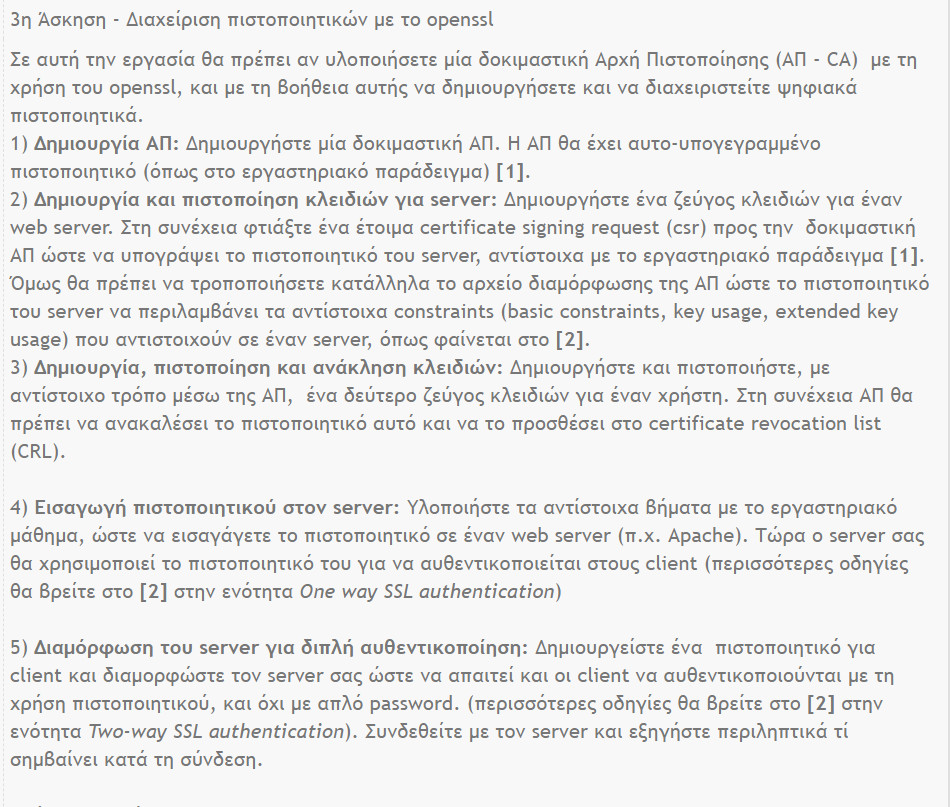 3η Άσκηση - Διαχείριση πιστοποιητικών με το openssl
Σε αυτή την εργασία θα πρέπει αν υλοποιήσετε μία δοκιμαστική Αρχή Πιστοποίησης (ΑΠ - CA) με τη
χρήση του openssl, και με τη βοήθεια αυτής να δημιουργήσετε και να διαχειριστείτε ψηφιακά
πιστοποιητικά.
1) Δημιουργία ΑΠ: Δημιουργήστε μία δοκιμαστική ΑΠ. Η ΑΠ θα έχει αυτο-υπογεγραμμένο
πιστοποιητικό (όπως στο εργαστηριακό παράδειγμα) [1].
2) Δημιουργία και πιστοποίηση κλειδιών για server: Δημιουργήστε ένα ζεύγος κλειδιών για έναν
web server. Στη συνέχεια φτιάξτε ένα έτοιμα certificate signing request (csr) προς την δοκιμαστική
ΑΠ ώστε να υπογράψει το πιστοποιητικό του server, αντίστοιχα με το εργαστηριακό παράδειγμα [1].
Όμως θα πρέπει να τροποποιήσετε κατάλληλα το αρχείο διαμόρφωσης της ΑΠ ώστε το πιστοποιητικό
του server να περιλαμβάνει τα αντίστοιχα constraints (basic constraints, key usage, extended key
usage) που αντιστοιχούν σε έναν server, όπως φαίνεται στο [2].
3) Δημιουργία, πιστοποίηση και ανάκληση κλειδιών: Δημιουργήστε και πιστοποιήστε, με
αντίστοιχο τρόπο μέσω της ΑΠ, ένα δεύτερο ζεύγος κλειδιών για έναν χρήστη. Στη συνέχεια ΑΠ θα
πρέπει να ανακαλέσει το πιστοποιητικό αυτό και να το προσθέσει στο certificate revocation list
(CRL).
4) Εισαγωγή πιστοποιητικού στον server: Υλοποιήστε τα αντίστοιχα βήματα με το εργαστηριακό
μάθημα, ώστε να εισαγάγετε το πιστοποιητικό σε έναν web server (π.χ. Apache). Τώρα ο server σας
θα χρησιμοποιεί το πιστοποιητικό του για να αυθεντικοποιείται στους client (περισσότερες οδηγίες
θα βρείτε στο [2] στην ενότητα One way SSL authentication)
5) Διαμόρφωση του server για διπλή αυθεντικοποίηση: Δημιουργείστε ένα πιστοποιητικό για
client και διαμορφώστε τον server σας ώστε να απαιτεί και οι client να αυθεντικοποιούνται με τη
χρήση πιστοποιητικού, και όχι με απλό password. (περισσότερες οδηγίες θα βρείτε στο [2] στην
ενότητα Two-way SSL authentication). Συνδεθείτε με τον server και εξηγήστε περιληπτικά τί
σημβαίνει κατά τη σύνδεση.